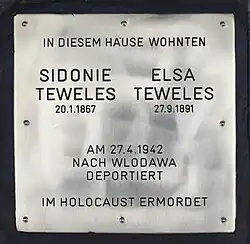 IN DIESEM HAUSE WOHNTEN
SIDONIE
TEWELES
20.1.1867
ELSA
TEWELES
27.9.1891
AM 27.4.1942
NACH WLODAWA
DEPORTIERT
IM HOLOCAUST ERMORDET